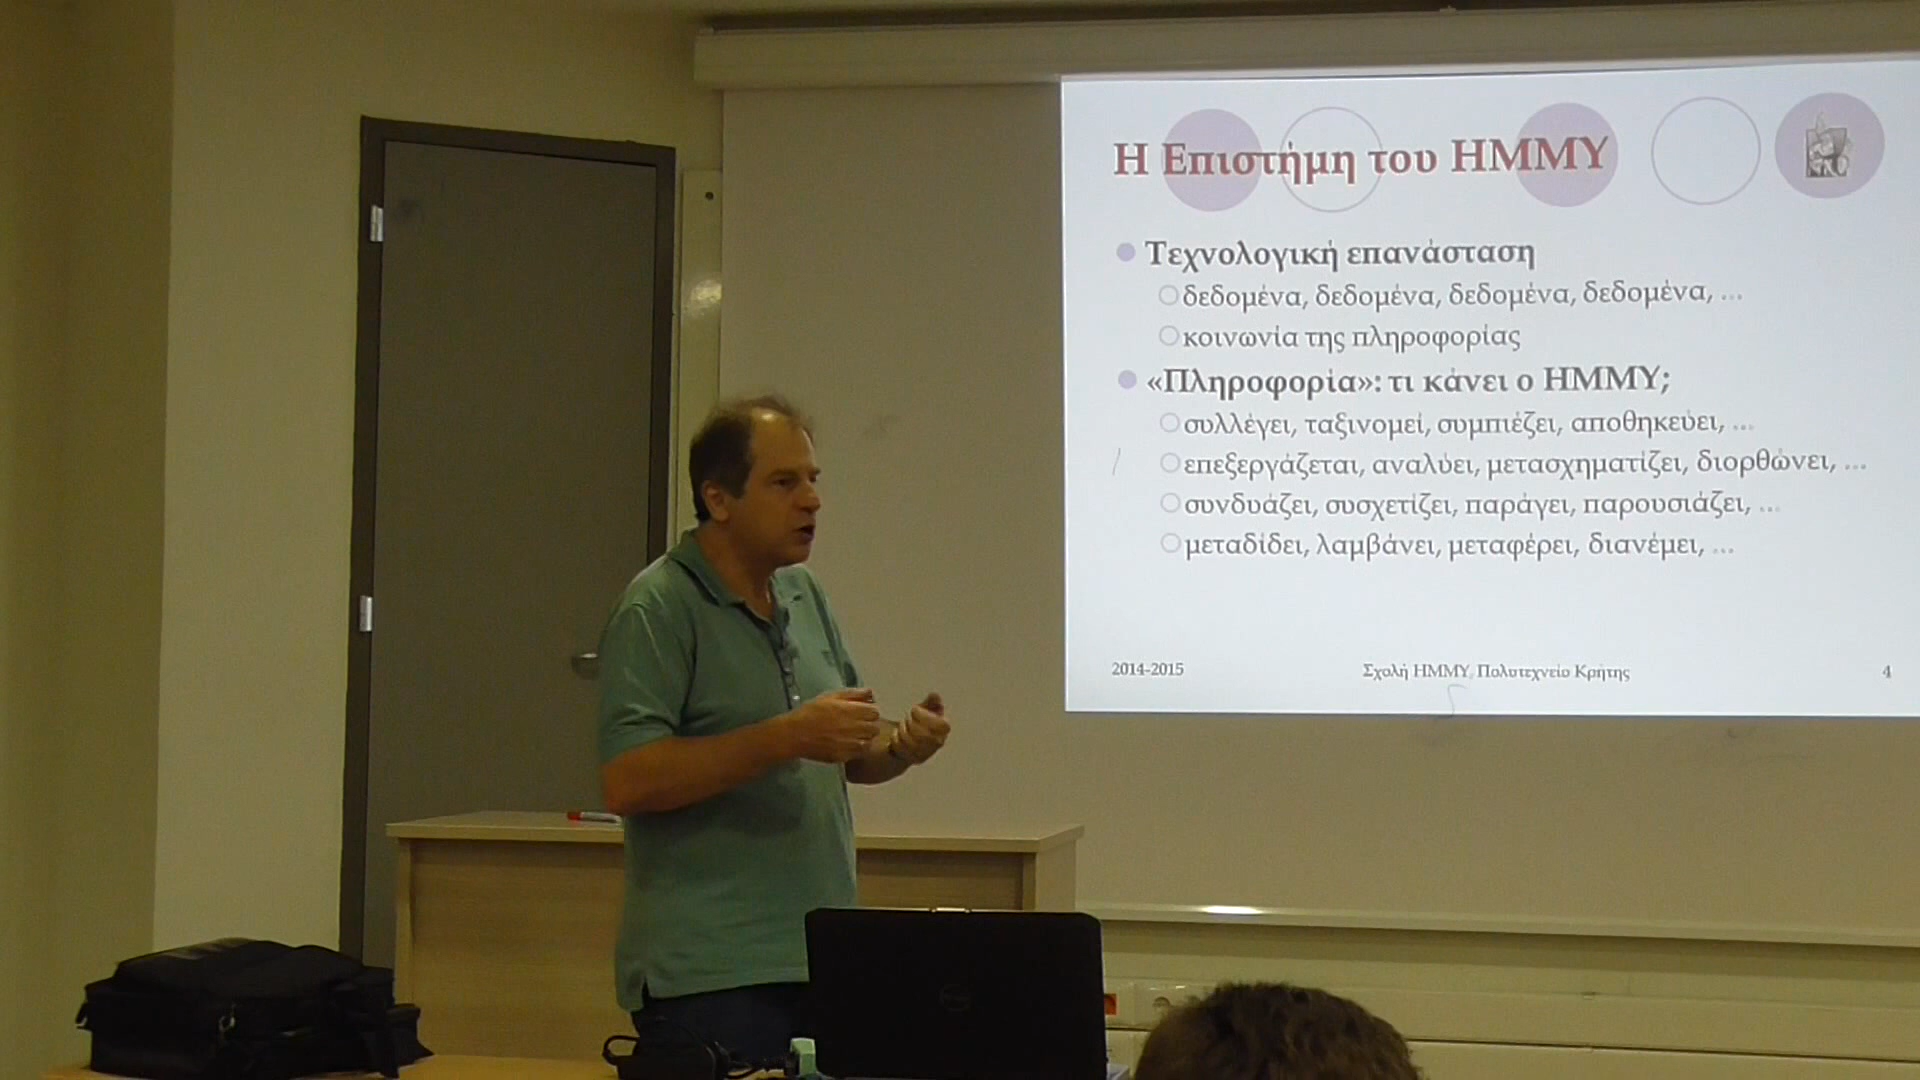 Η Επιστήμη του ΗΜΜΥ
Τεχνολογική επανάσταση
δεδομένα, δεδομένα, δεδομένα, δεδομένα, ...
κοινωνία της πληροφορίας
«Πληροφορία»: τι κάνει ο ΗΜΜΥ;
συλλέγει, ταξινομεί, συμπιέζει, αποθηκεύει, ...
επεξεργάζεται, αναλύει, μετασχηματίζει, διορθώνει, ...
συνδυάζει, συσχετίζει, παράγει, παρουσιάζει, ...
μεταδίδει, λαμβάνει, μεταφέρει, διανέμει, ...
2014-2015 Σχολή ΗΜΜΥ, Πολυτεχνείο Κρήτης 4